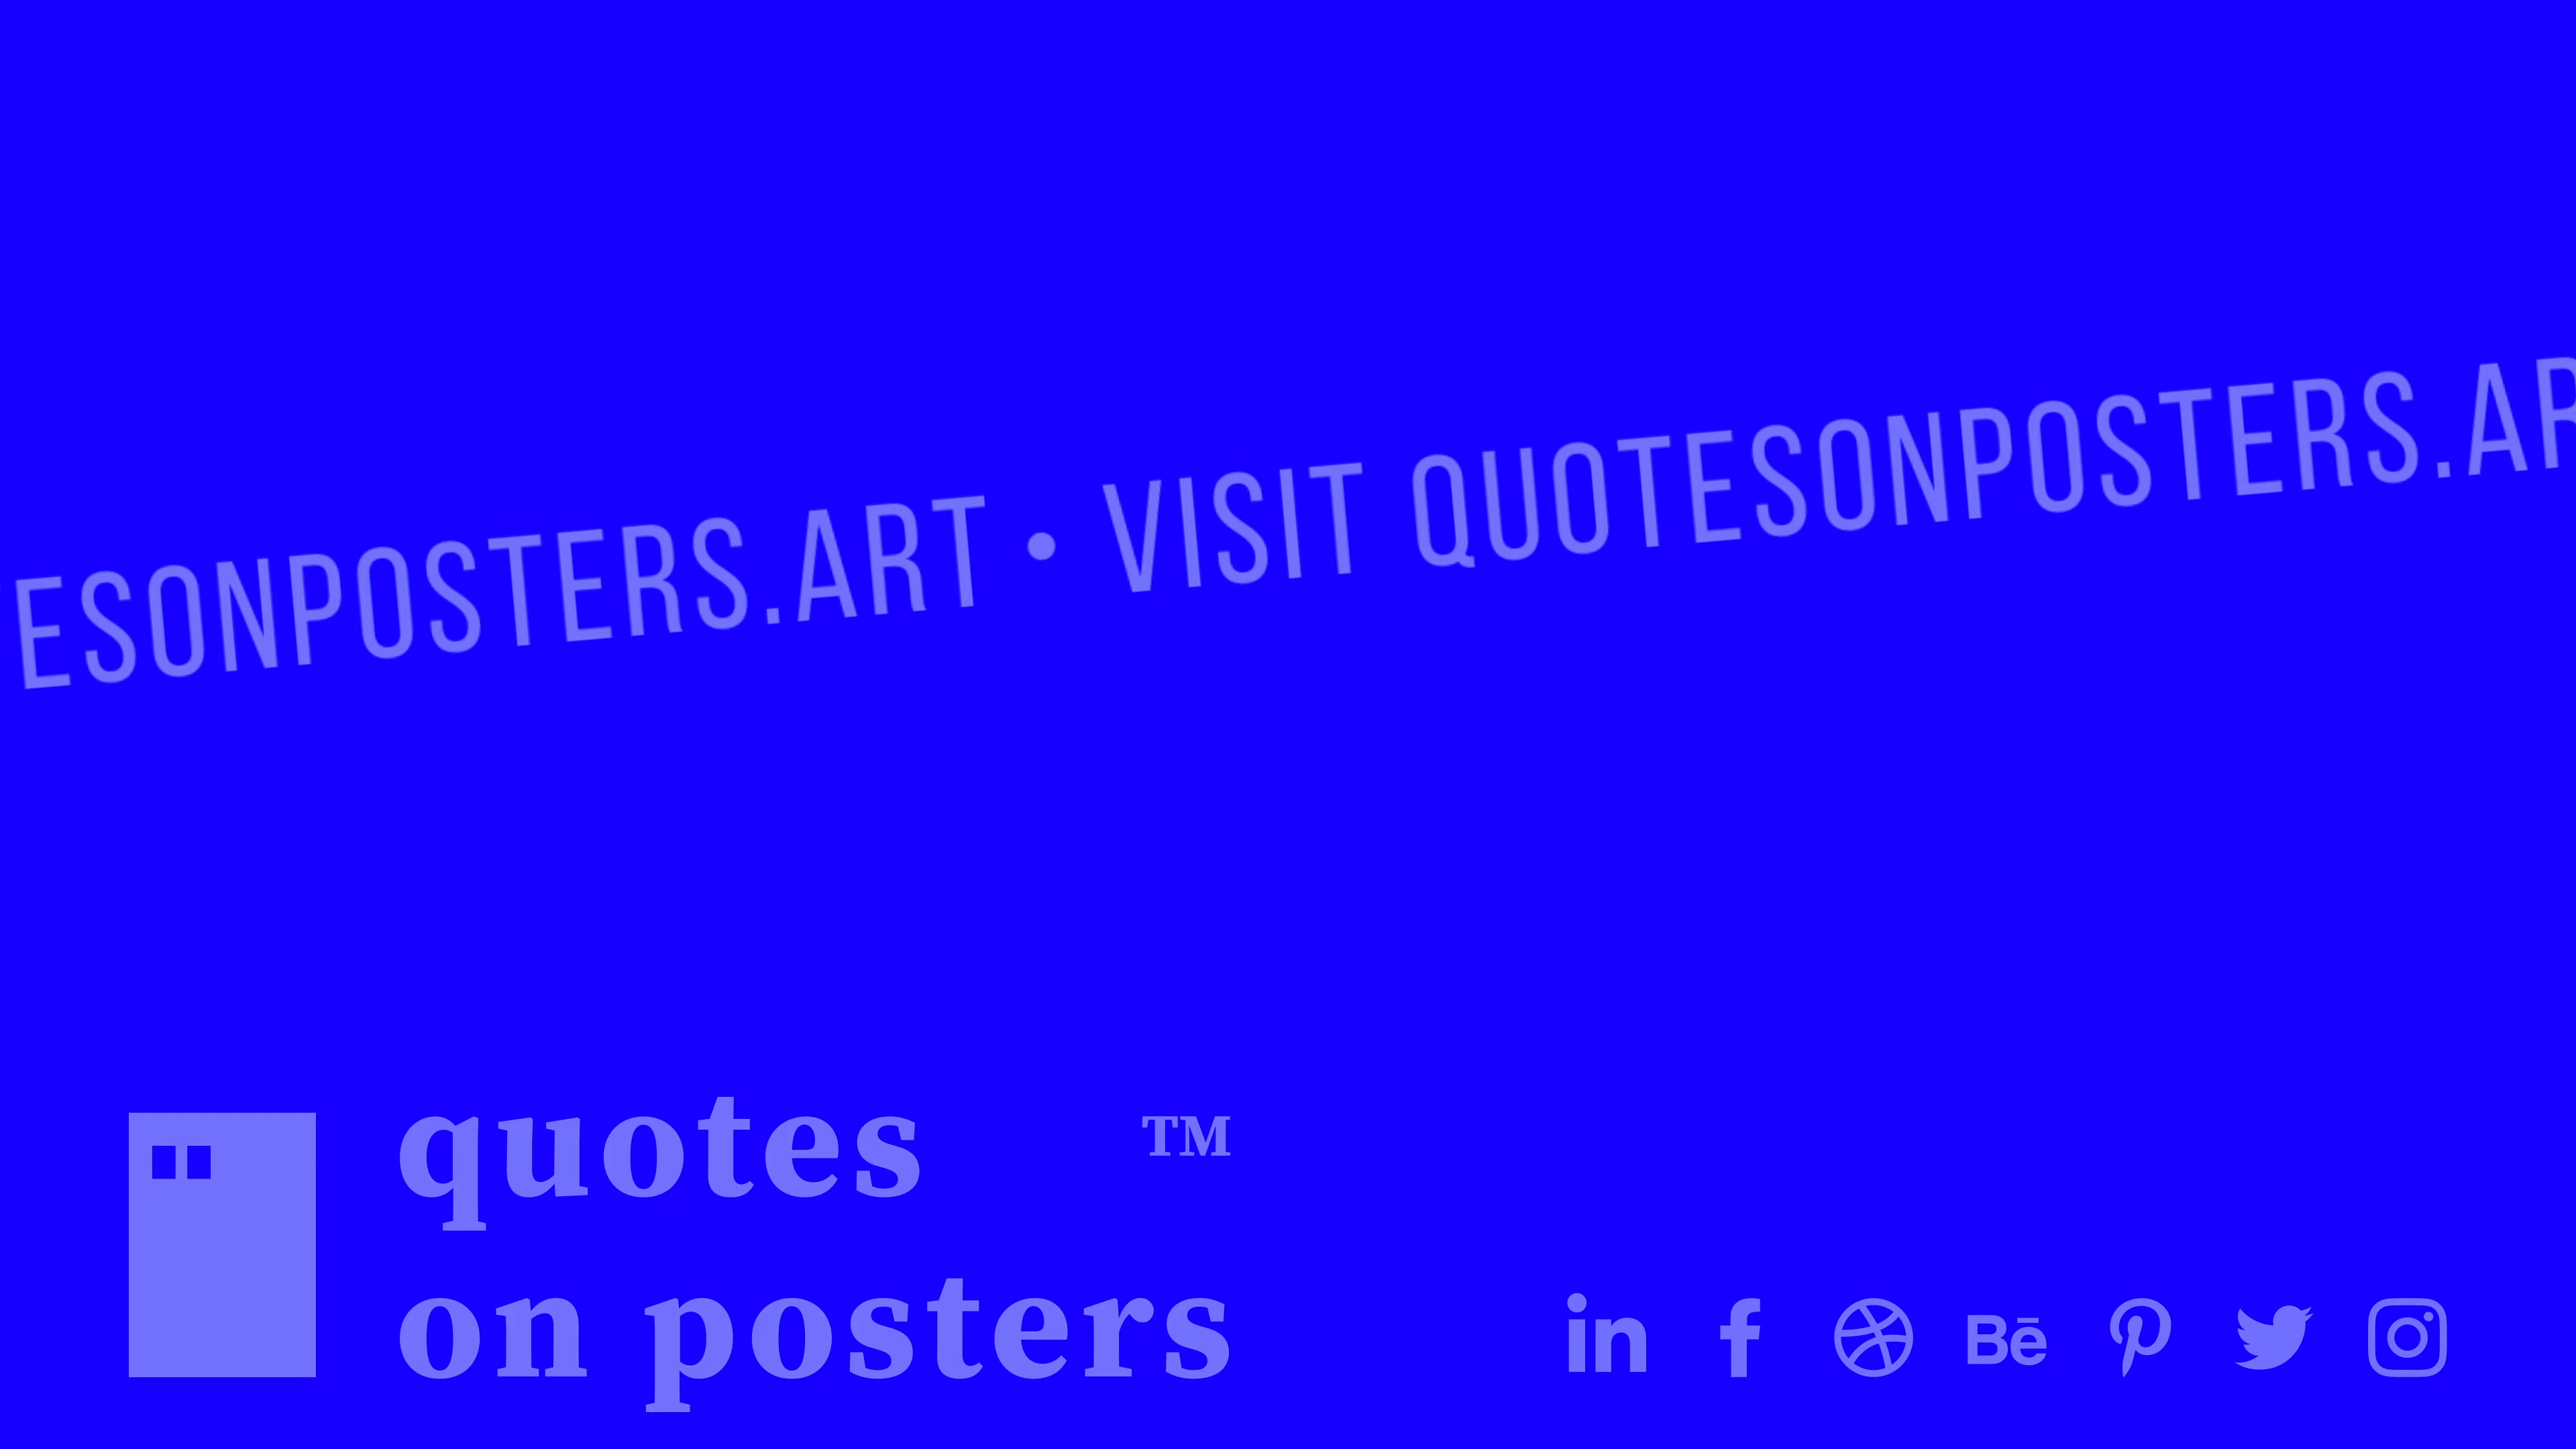 ESONPOSTERS.ART • VISIT QUOTESONPOSTERS.AR
quotes ™
on posters
in f Bē